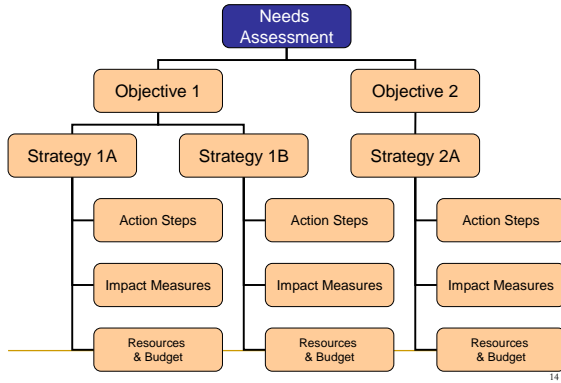 Needs
Assessment
Objective 1
Objective 2
Strategy 1A
Strategy 1B
Strategy 2A
Action Steps
Action Steps
Action Steps
Impact Measures
Impact Measures
Impact Measures
Resources
& Budget
Resources
& Budget
Resources
& Budget
14